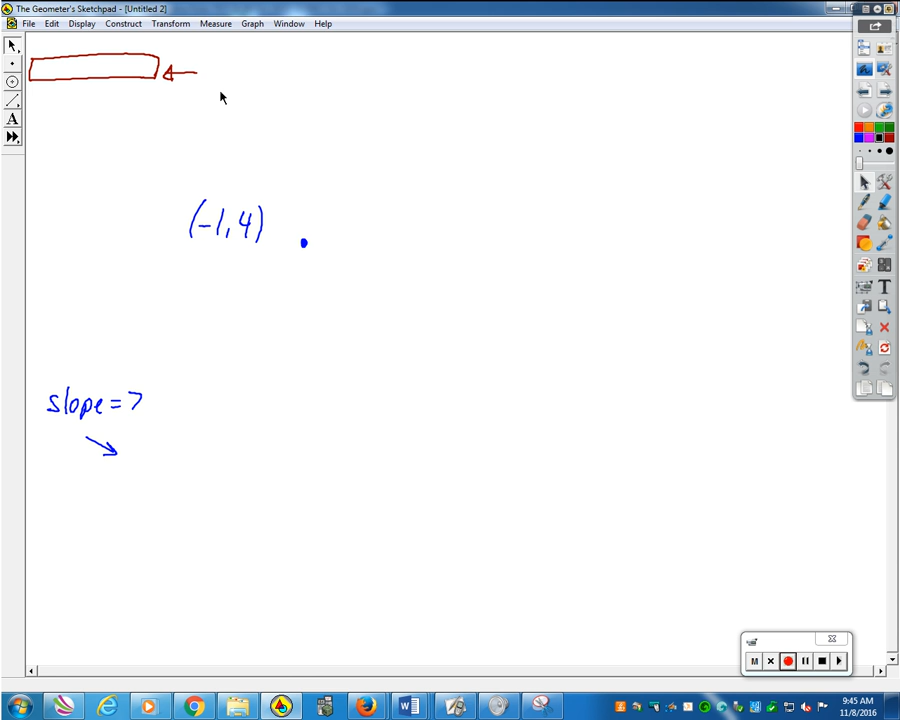 The Geometer's Sketchpad - [Untitled 2]
File Edit Display Construct Transform Measure Graph Window Help
A
T
(-1,4)
slope=7
M
9:45 AM
11/8/2016